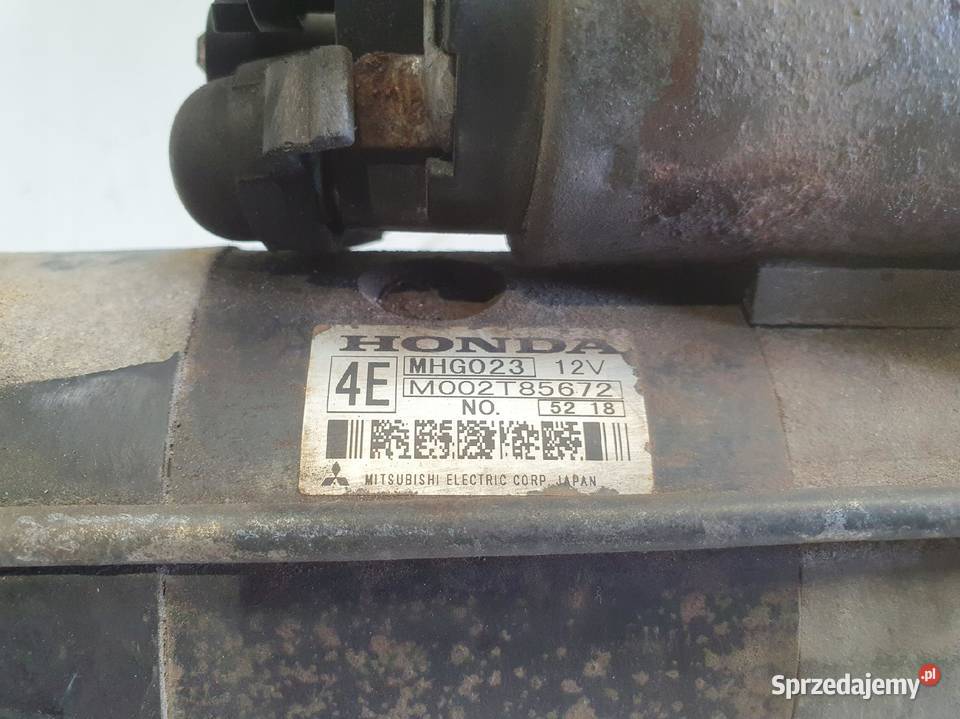 HONDA
4E MHG023 12V
M002T85672
NO. 52 18
MITSUBISHI ELECTRIC CORP. JAPAN
Sprzedajemy.pl